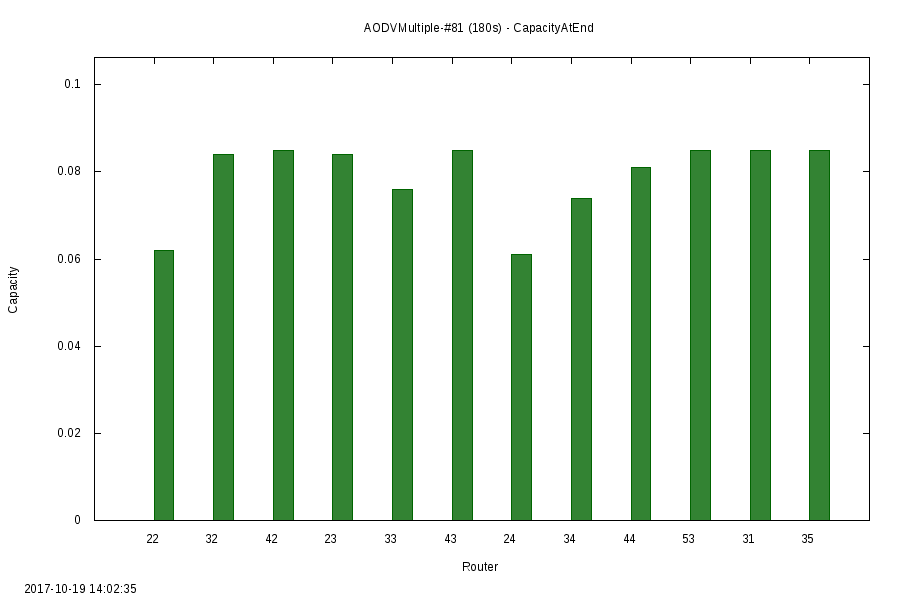 AODVMultiple-#81 (180s) - CapacityAtEnd
0.1
0.08
0.06
0.04
0.02
0
Capacity
22 32 42 23 33 43 24 34 44 53 31 35
Router
2017-10-19 14:02:35